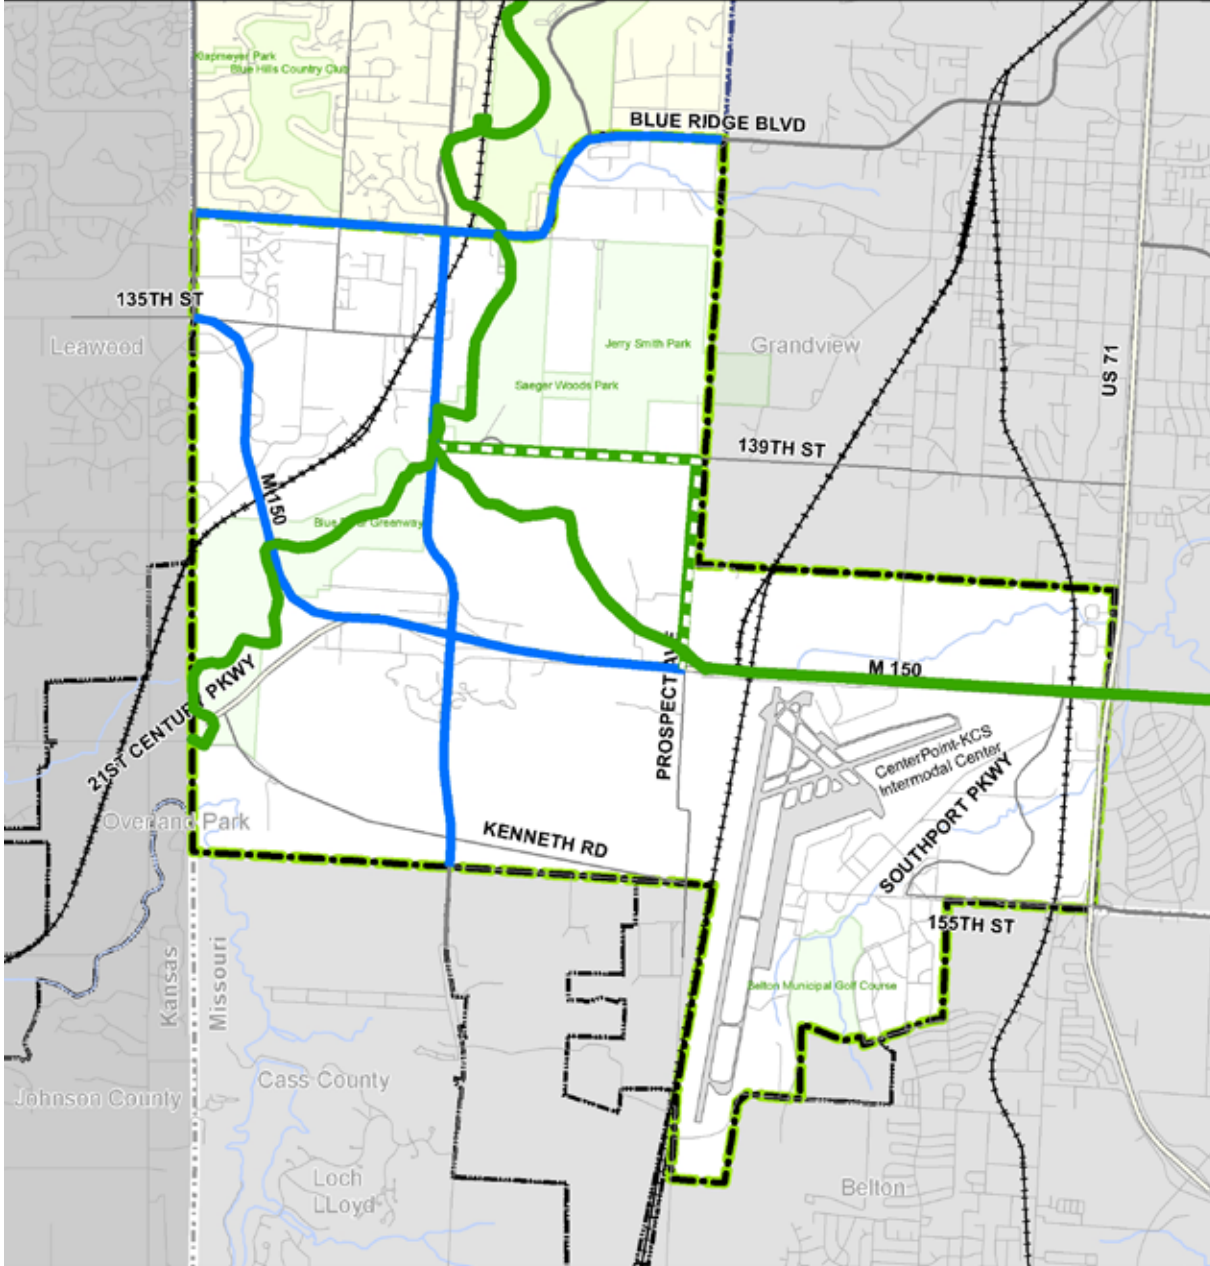 Klapmeyer Park
Blue Hills Country Club
BLUE RIDGE BLVD
135TH ST
Leawood
Jerry Smith Park
Grandview
Saeger Woods Park
US 71
139TH ST
M 150
Blue River Greenway
PROSPECT AVE
M 150
21ST CENTURY PKWY
CenterPoint-KCS
Intermodal Center
SOUTHPORT PKWY
Overland Park
KENNETH RD
155TH ST
Kansas
Missouri
Belton Municipal Golf Course
Cass County
Johnson County
Loch
LLoyd
Belton